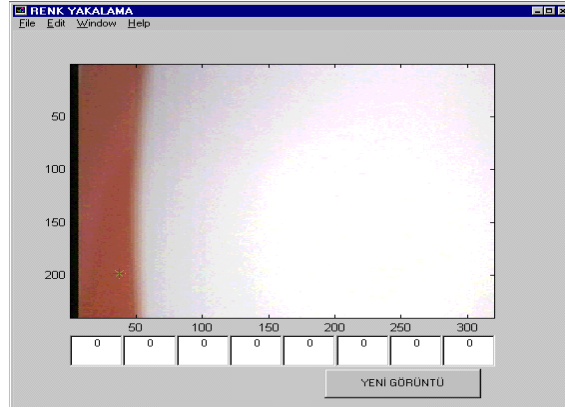 RENK YAKALAMA
File Edit Window Help
50
100
150
200
50 100 150 200 250 300
0 0 0 0 0 0 0 0
YENİ GÖRÜNTÜ